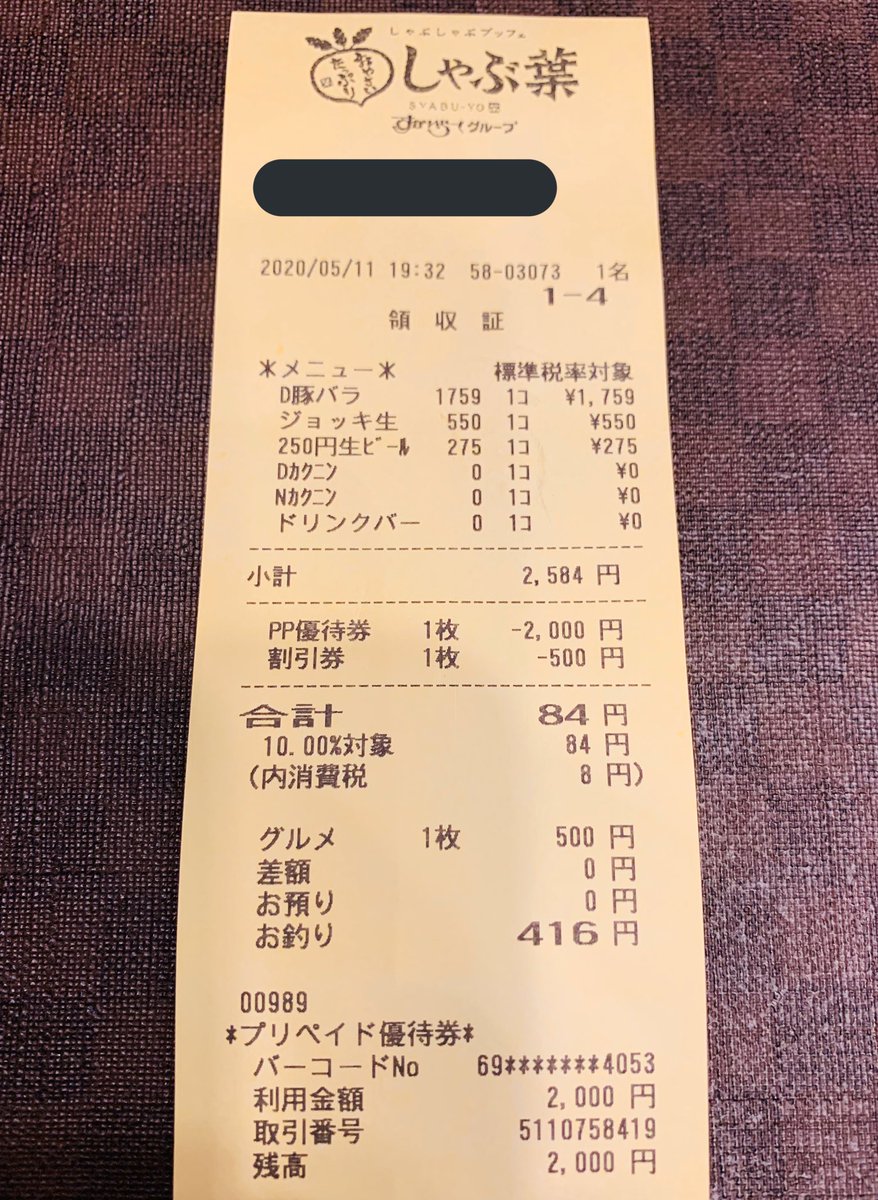 しゃぶしゃぶブッフェ
おやさい
たっぷり
しゃぶ葉
SYABU-YO
すかいらーくグループ
2020/05/11 19:32 58-03073 1名
1-4
領 収 証
*メニュー* 標準税率対象
D豚バラ 1759 1コ ¥1,759
ジョッキ生 550 1コ ¥550
250円生ビール 275 1コ ¥275
Dカクニン 0 1コ ¥0
Nカクニン 0 1コ ¥0
ドリンクバー 0 1コ ¥0
小計 2,584 円
PP優待券 1枚 -2,000 円
割引券 1枚 -500 円
合計 84 円
10.00%対象 84 円
(内消費税 8 円)
グルメ 1枚 500 円
差額 0 円
お預り 0 円
お釣り 416 円
00989
*プリペイド優待券*
バーコードNo 69*******4053
利用金額 2,000 円
取引番号 5110758419
残高 2,000 円